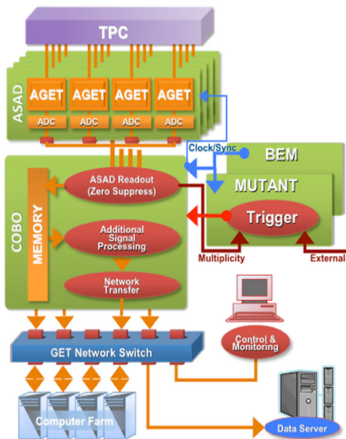 TPC
ASAD
AGET AGET AGET AGET
ADC ADC ADC ADC
Clock/Sync
BEM
MUTANT
COBO
MEMORY
ASAD Readout
(Zero Suppress)
Trigger
Additional
Signal
Processing
Multiplicity
External
Network
Transfer
GET Network Switch
Control &
Monitoring
Computer Farm
Data Server